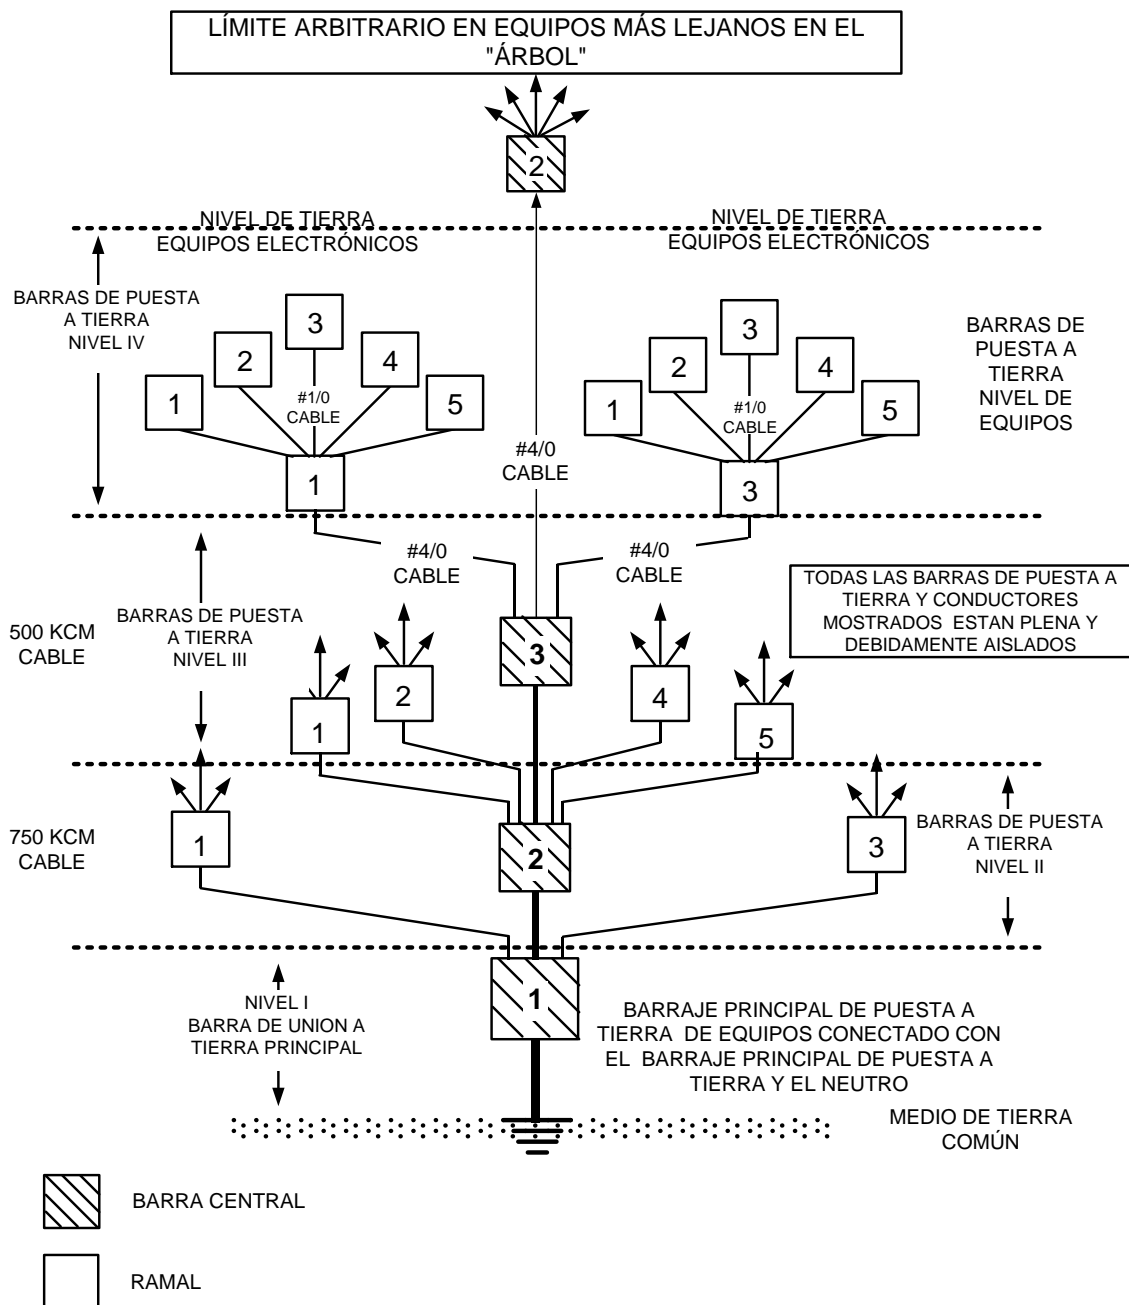 LÍMITE ARBITRARIO EN EQUIPOS MÁS LEJANOS EN EL
"ÁRBOL"
2
NIVEL DE TIERRA
EQUIPOS ELECTRÓNICOS
NIVEL DE TIERRA
EQUIPOS ELECTRÓNICOS
BARRAS DE PUESTA
A TIERRA
NIVEL IV
1
2
3
4
5
#1/0
CABLE
1
#4/0
CABLE
1
2
3
4
5
#1/0
CABLE
3
BARRAS DE
PUESTA A
TIERRA
NIVEL DE
EQUIPOS
#4/0
CABLE
#4/0
CABLE
TODAS LAS BARRAS DE PUESTA A
TIERRA Y CONDUCTORES
MOSTRADOS ESTAN PLENA Y
DEBIDAMENTE AISLADOS
500 KCM
CABLE
BARRAS DE PUESTA
A TIERRA
NIVEL III
1
2
3
4
5
750 KCM
CABLE
1
2
3
BARRAS DE PUESTA
A TIERRA
NIVEL II
NIVEL I
BARRA DE UNION A
TIERRA PRINCIPAL
1
BARRAJE PRINCIPAL DE PUESTA A
TIERRA DE EQUIPOS CONECTADO CON
EL BARRAJE PRINCIPAL DE PUESTA A
TIERRA Y EL NEUTRO
MEDIO DE TIERRA
COMÚN
BARRA CENTRAL
RAMAL